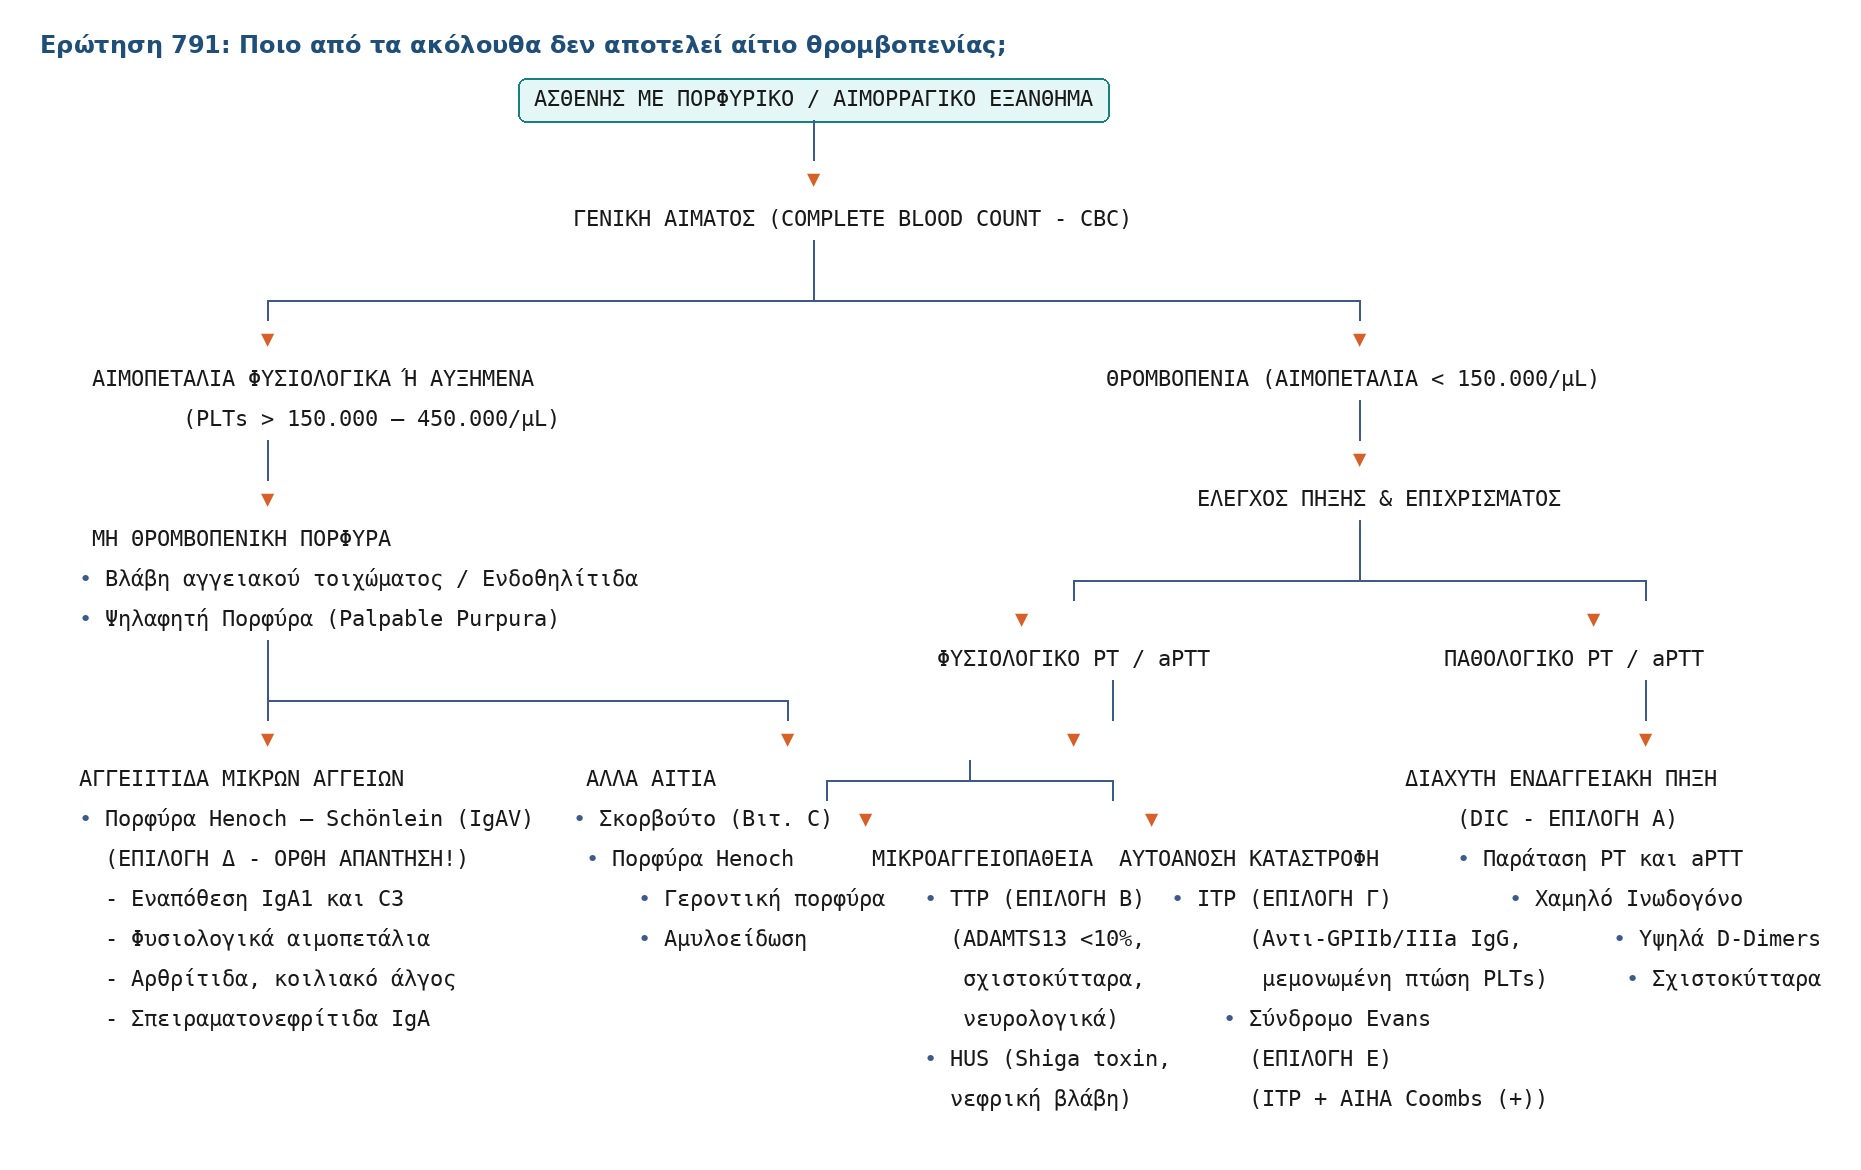 Ερώτηση 791: Ποιο από τα ακόλουθα δεν αποτελεί αίτιο θρομβοπενίας;
ΑΣΘΕΝΗΣ ΜΕ ΠΟΡΦΥΡΙΚΟ / ΑΙΜΟΡΡΑΓΙΚΟ ΕΞΑΝΘΗΜΑ
ΓΕΝΙΚΗ ΑΙΜΑΤΟΣ (COMPLETE BLOOD COUNT - CBC)
ΑΙΜΟΠΕΤΑΛΙΑ ΦΥΣΙΟΛΟΓΙΚΑ Ή ΑΥΞΗΜΕΝΑ
(PLTs > 150.000 – 450.000/μL)
ΜΗ ΘΡΟΜΒΟΠΕΝΙΚΗ ΠΟΡΦΥΡΑ
• Βλάβη αγγειακού τοιχώματος / Ενδοθηλίτιδα
• Ψηλαφητή Πορφύρα (Palpable Purpura)
ΑΓΓΕΙΙΤΙΔΑ ΜΙΚΡΩΝ ΑΓΓΕΙΩΝ
• Πορφύρα Henoch – Schönlein (IgAV)
(ΕΠΙΛΟΓΗ Δ - ΟΡΘΗ ΑΠΑΝΤΗΣΗ!)
- Εναπόθεση IgA1 και C3
- Φυσιολογικά αιμοπετάλια
- Αρθρίτιδα, κοιλιακό άλγος
- Σπειραματονεφρίτιδα IgA
ΑΛΛΑ ΑΙΤΙΑ
• Σκορβούτο (Βιτ. C)
• Πορφύρα Henoch
• Γεροντική πορφύρα
• Αμυλοείδωση
ΘΡΟΜΒΟΠΕΝΙΑ (ΑΙΜΟΠΕΤΑΛΙΑ < 150.000/μL)
ΕΛΕΓΧΟΣ ΠΗΞΗΣ & ΕΠΙΧΡΙΣΜΑΤΟΣ
ΦΥΣΙΟΛΟΓΙΚΟ PT / aPTT
ΜΙΚΡΟΑΓΓΕΙΟΠΑΘΕΙΑ
• TTP (ΕΠΙΛΟΓΗ Β)
(ADAMTS13 <10%,
σχιστοκύτταρα,
νευρολογικά)
• HUS (Shiga toxin,
νεφρική βλάβη)
ΑΥΤΟΑΝΟΣΗ ΚΑΤΑΣΤΡΟΦΗ
• ITP (ΕΠΙΛΟΓΗ Γ)
(Αντι-GPIIb/IIIa IgG,
μεμονωμένη πτώση PLTs)
• Σύνδρομο Evans
(ΕΠΙΛΟΓΗ Ε)
(ITP + AIHA Coombs (+))
ΠΑΘΟΛΟΓΙΚΟ PT / aPTT
ΔΙΑΧΥΤΗ ΕΝΔΑΓΓΕΙΑΚΗ ΠΗΞΗ
(DIC - ΕΠΙΛΟΓΗ Α)
• Παράταση PT και aPTT
• Χαμηλό Ινωδογόνο
• Υψηλά D-Dimers
• Σχιστοκύτταρα